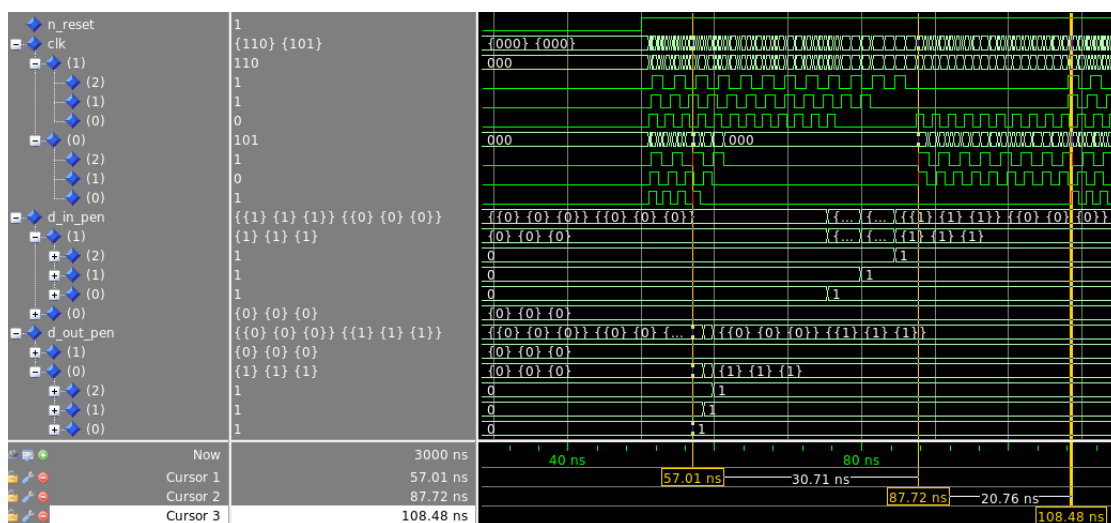 n_reset 1
clk {110} {101} {000} {000}
(1) 110 000
(2) 1
(1) 1
(0) 0
(0) 101 000 000
(2) 1
(1) 0
(0) 1
d_in_pen {{1} {1} {1}} {{0} {0} {0}} {{0} {0} {0}} {{0} {0} {0}} {... {... {{1} {1} {1}} {{0} {0} {0}}
(1) {1} {1} {1} {0} {0} {0} {... {... {1} {1} {1}
(2) 1 0 1
(1) 1 0 1
(0) 1 0 1
(0) {0} {0} {0} {0} {0} {0}
d_out_pen {{0} {0} {0}} {{1} {1} {1}} {{0} {0} {0}} {{0} {0} {... {{0} {0} {0}} {{1} {1} {1}}
(1) {0} {0} {0} {0} {0} {0}
(0) {1} {1} {1} {0} {0} {0} {1} {1} {1}
(2) 1 0 1
(1) 1 0 1
(0) 1 0 1
Now 3000 ns 40 ns 80 ns
Cursor 1 57.01 ns 57.01 ns 30.71 ns
Cursor 2 87.72 ns 87.72 ns 20.76 ns
Cursor 3 108.48 ns 108.48 ns